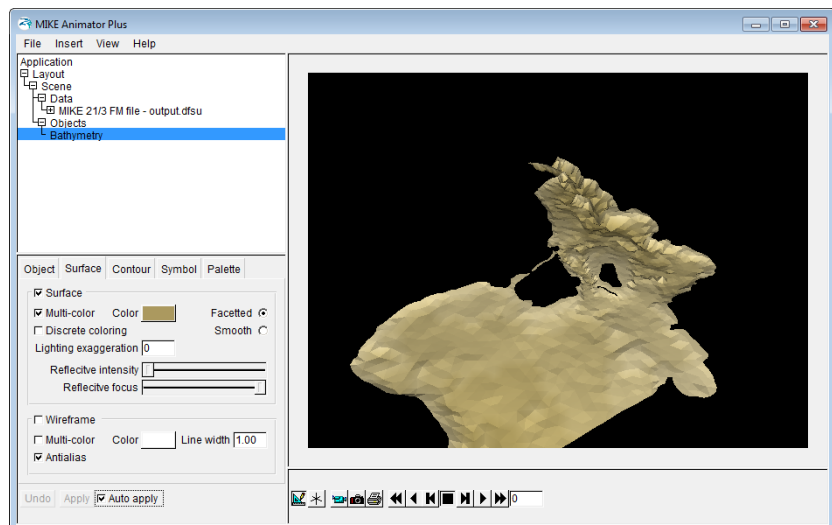 MIKE Animator Plus
File Insert View Help
Application
Layout
Scene
Data
MIKE 21/3 FM file - output.dfsu
Objects
Bathymetry
Object Surface Contour Symbol Palette
Surface
Multi-color Color Facetted
Discrete coloring Smooth
Lighting exaggeration 0
Reflecitve intensity
Reflecitve focus
Wireframe
Multi-color Color Line width 1.00
Antialias
Undo Apply Auto apply
0